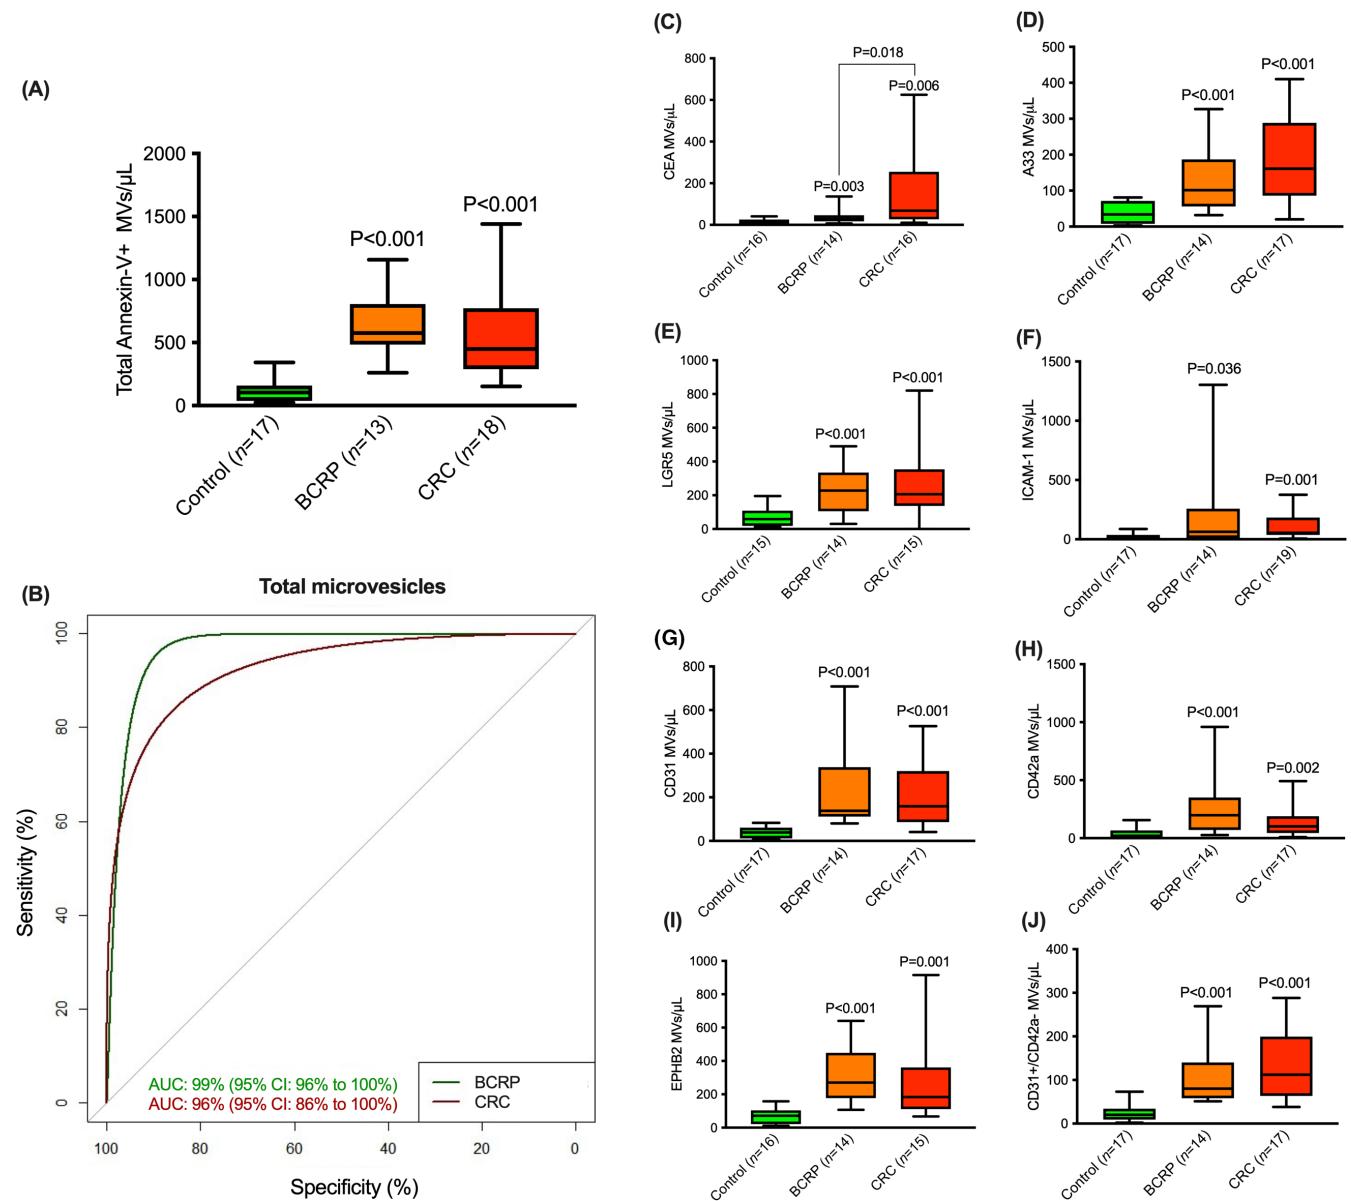 (A)
2000
1500
1000
500
0
Total Annexin-V+ MVs/µL
P<0.001
P<0.001
Control (n=17)
BCRP (n=13)
CRC (n=18)
(B)
Total microvesicles
100
80
60
40
20
0
Sensitivity (%)
AUC: 99% (95% CI: 96% to 100%)
AUC: 96% (95% CI: 86% to 100%)
BCRP
CRC
100
80
60
40
20
0
Specificity (%)
(C)
800
600
400
200
0
CEA MVs/µL
P=0.018
P=0.006
P=0.003
Control (n=16)
BCRP (n=14)
CRC (n=16)
(D)
500
400
300
200
100
0
A33 MVs/µL
P<0.001
P<0.001
Control (n=17)
BCRP (n=14)
CRC (n=17)
(E)
1000
800
600
400
200
0
LGR5 MVs/µL
P<0.001
P<0.001
Control (n=15)
BCRP (n=14)
CRC (n=15)
(F)
1500
1000
500
0
ICAM-1 MVs/µL
P=0.036
P=0.001
Control (n=17)
BCRP (n=14)
CRC (n=19)
(G)
800
600
400
200
0
CD31 MVs/µL
P<0.001
P<0.001
Control (n=17)
BCRP (n=14)
CRC (n=17)
(H)
1500
1000
500
0
CD42a MVs/µL
P<0.001
P=0.002
Control (n=17)
BCRP (n=14)
CRC (n=17)
(I)
1000
800
600
400
200
0
EPHB2 MVs/µL
P<0.001
P=0.001
Control (n=16)
BCRP (n=14)
CRC (n=15)
(J)
400
300
200
100
0
CD31+/CD42a- MVs/µL
P<0.001
P<0.001
Control (n=17)
BCRP (n=14)
CRC (n=17)